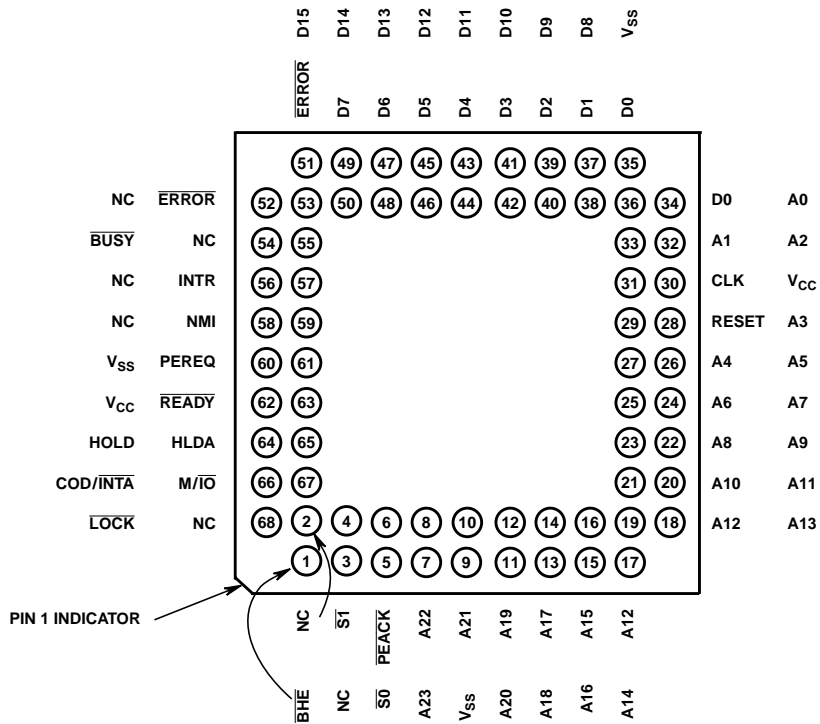 D15 D14 D13 D12 D11 D10 D9 D8 VSS
ERROR D7 D6 D5 D4 D3 D2 D1 D0
51 49 47 45 43 41 39 37 35
NC ERROR 52 53 50 48 46 44 42 40 38 36 34 D0 A0
BUSY NC 54 55 33 32 A1 A2
NC INTR 56 57 31 30 CLK VCC
NC NMI 58 59 29 28 RESET A3
VSS PEREQ 60 61 27 26 A4 A5
VCC READY 62 63 25 24 A6 A7
HOLD HLDA 64 65 23 22 A8 A9
COD/INTA M/IO 66 67 21 20 A10 A11
LOCK NC 68 2 4 6 8 10 12 14 16 19 18 A12 A13
1 3 5 7 9 11 13 15 17
PIN 1 INDICATOR
NC S1 PEACK A22 A21 A19 A17 A15 A12
BHE NC S0 A23 VSS A20 A18 A16 A14